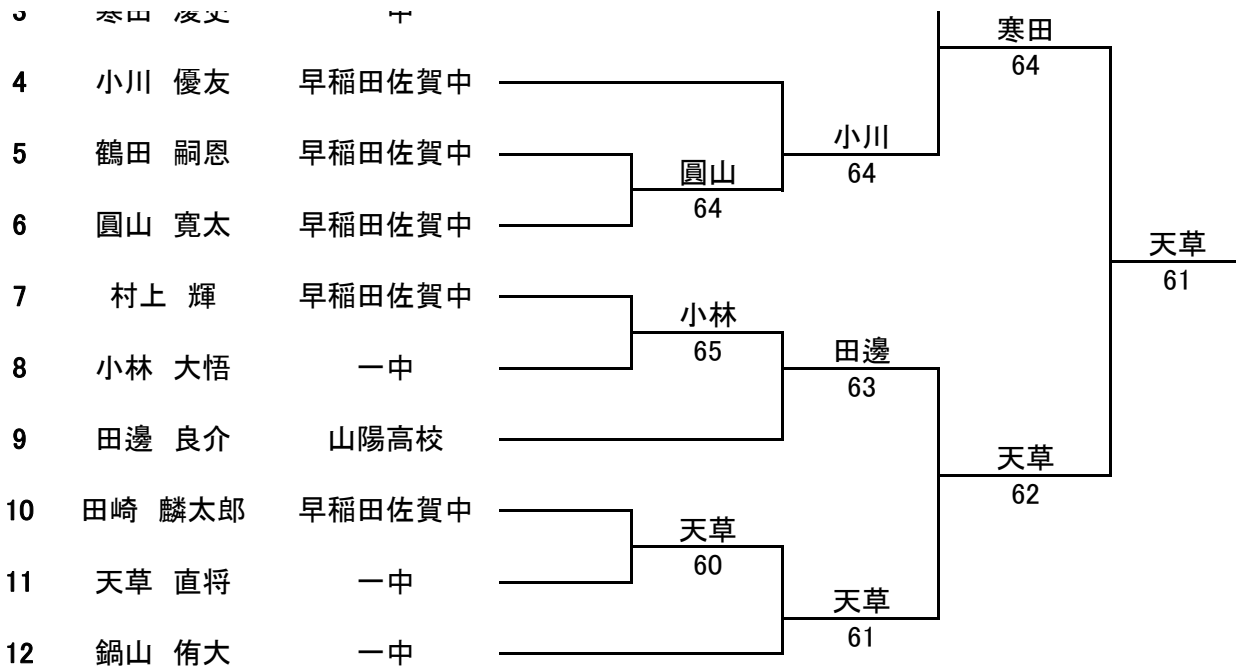 寒田
64
4 小川 優友 早稲田佐賀中
小川
64
5 鶴田 嗣恩 早稲田佐賀中
圓山
64
6 圓山 寛太 早稲田佐賀中
天草
61
7 村上 輝 早稲田佐賀中
小林
65
8 小林 大悟 一中
田邊
63
9 田邊 良介 山陽高校
天草
62
10 田崎 麟太郎 早稲田佐賀中
天草
60
11 天草 直将 一中
天草
61
12 鍋山 侑大 一中